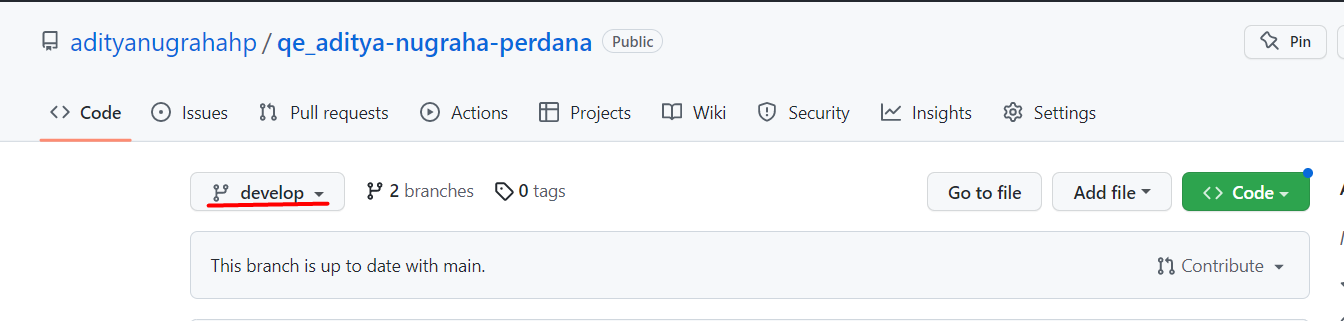 adityanugrahahp / qe_aditya-nugraha-perdana Public Pin
Code Issues Pull requests Actions Projects Wiki Security Insights Settings
develop 2 branches 0 tags Go to file Add file Code
This branch is up to date with main. Contribute